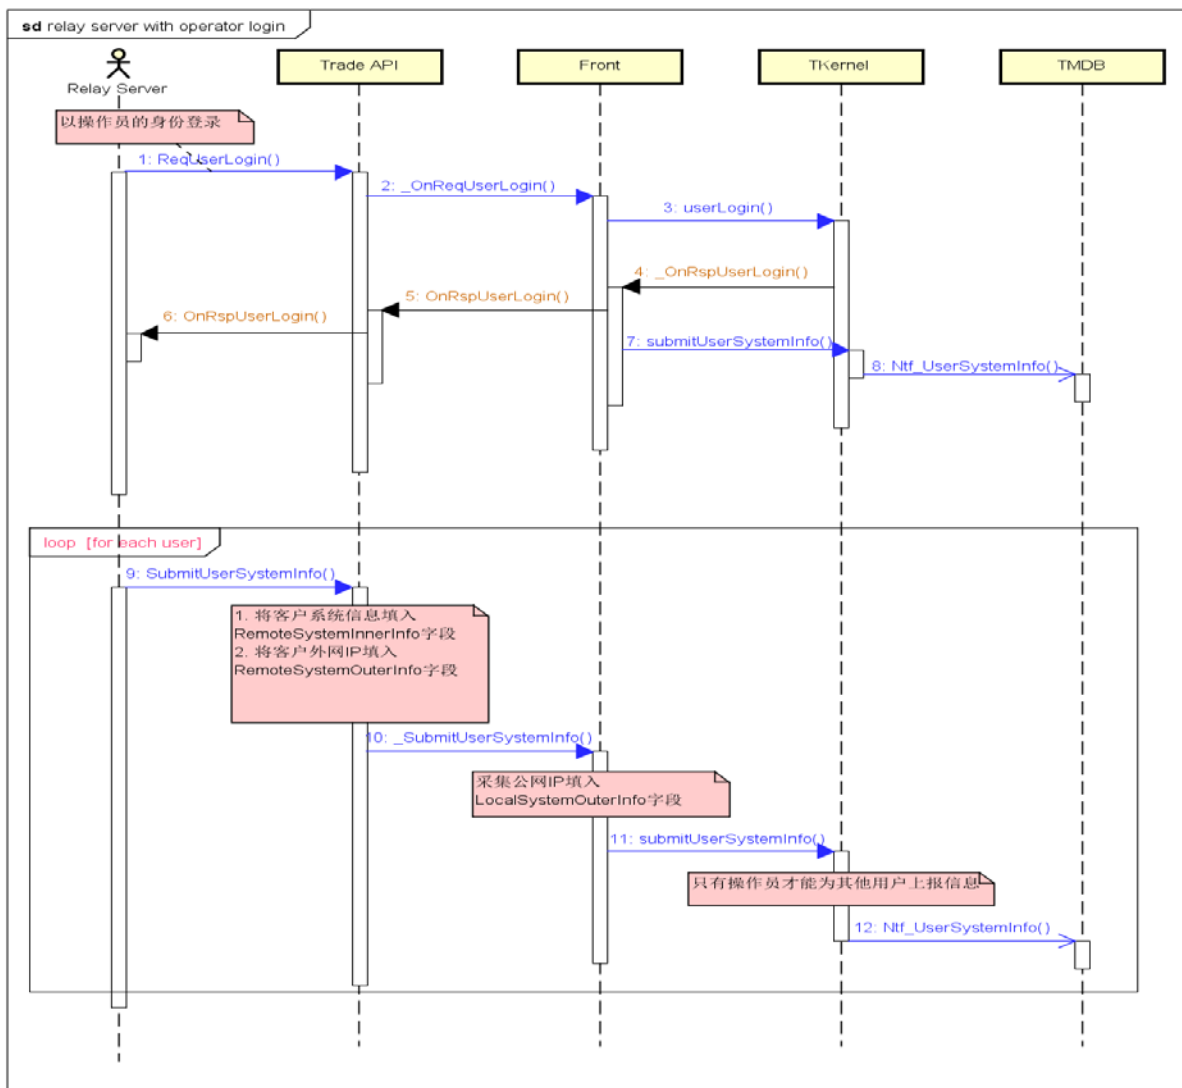 sd relay server with operator login
Relay Server
Trade API
Front
TKernel
TMDB
以操作员的身份登录
1: ReqUserLogin()
2: _OnReqUserLogin()
3: userLogin()
4: _OnRspUserLogin()
5: OnRspUserLogin()
6: OnRspUserLogin()
7: submitUserSystemInfo()
8: Ntf_UserSystemInfo()
loop [for each user]
9: SubmitUserSystemInfo()
1. 将客户系统信息填入
RemoteSystemInnerInfo字段
2. 将客户外网IP填入
RemoteSystemOuterInfo字段
10: _SubmitUserSystemInfo()
采集公网IP填入
LocalSystemOuterInfo字段
11: submitUserSystemInfo()
只有操作员才能为其他用户上报信息
12: Ntf_UserSystemInfo()